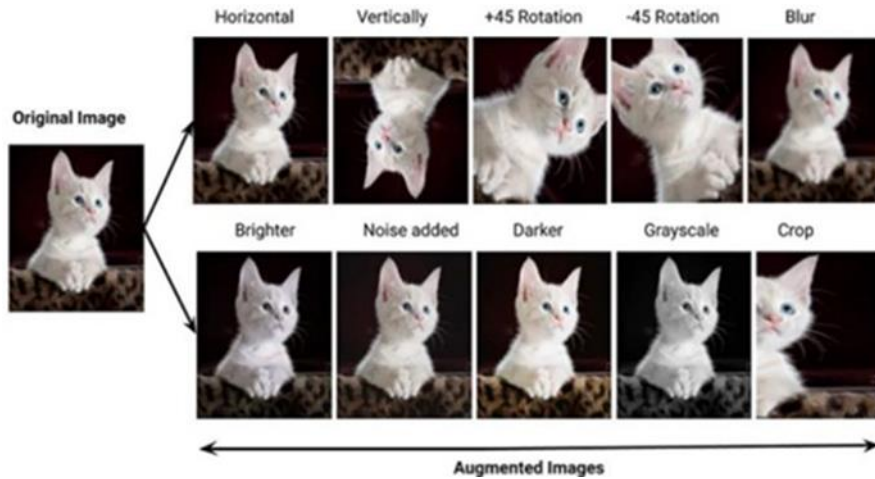 Horizontal Vertically +45 Rotation -45 Rotation Blur
Original Image
Brighter Noise added Darker Grayscale Crop
Augmented Images